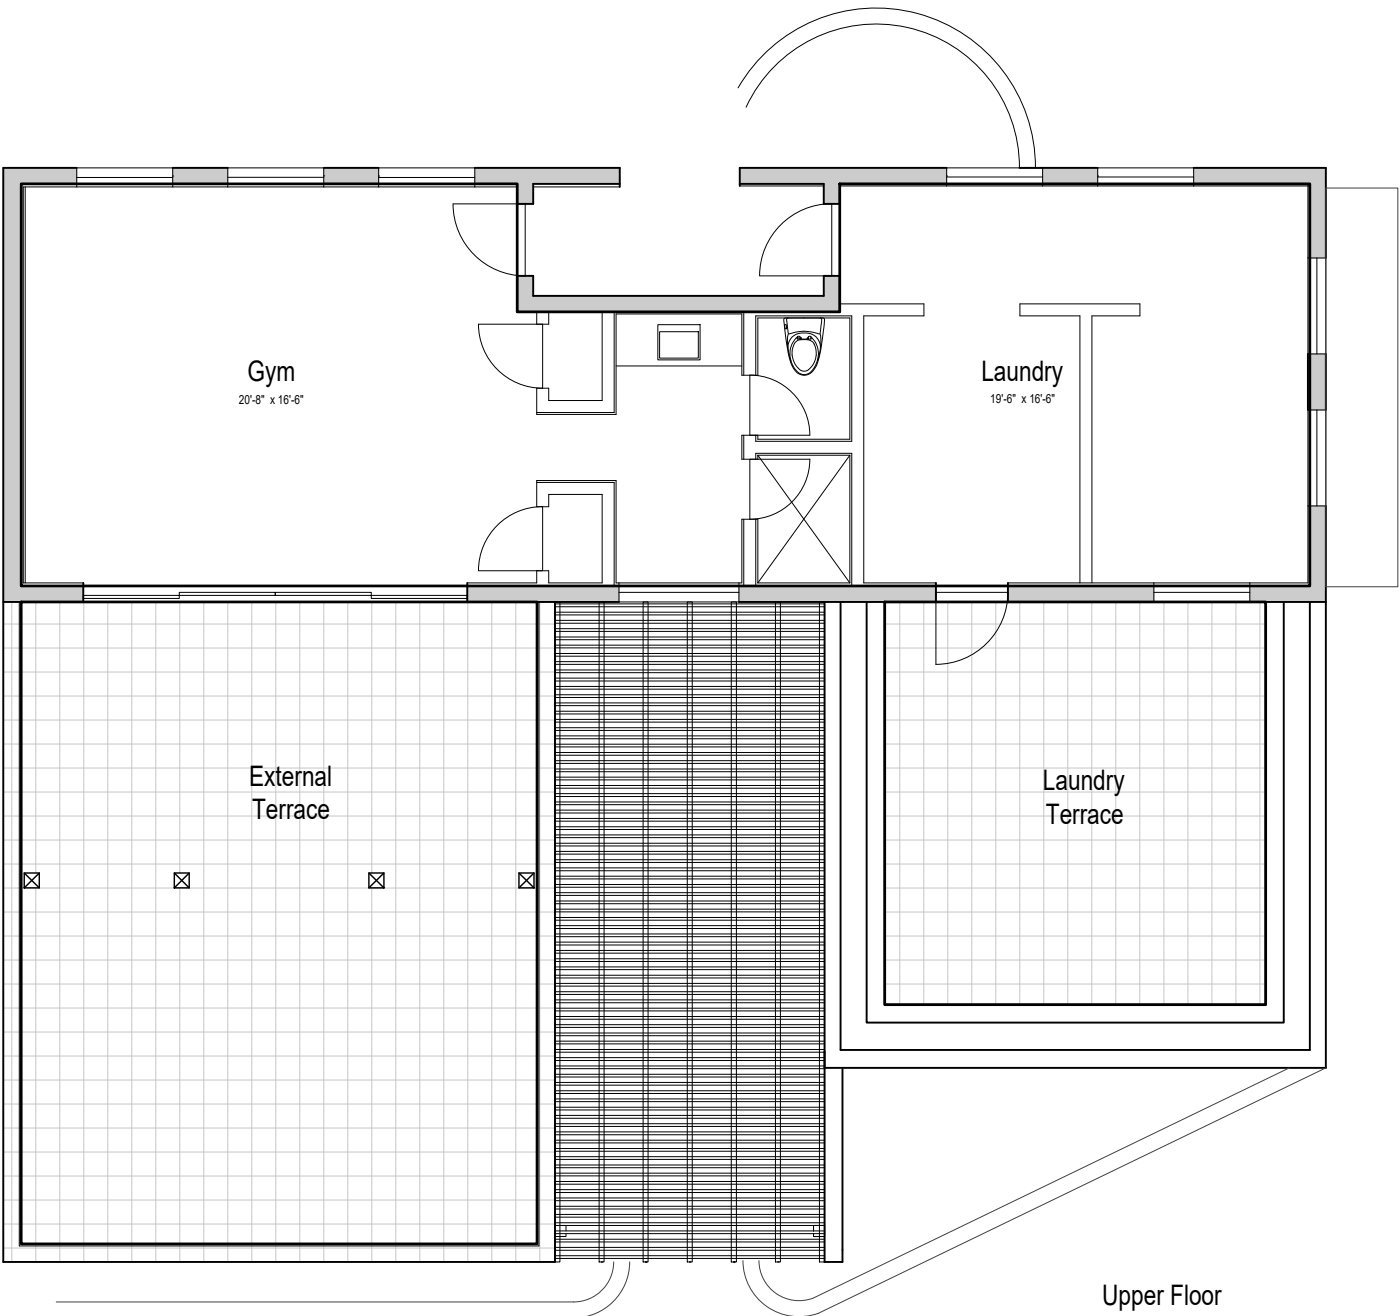 Gym
20'-8" x 16'-6"
Laundry
19'-6" x 16'-6"
External
Terrace
Laundry
Terrace
Upper Floor